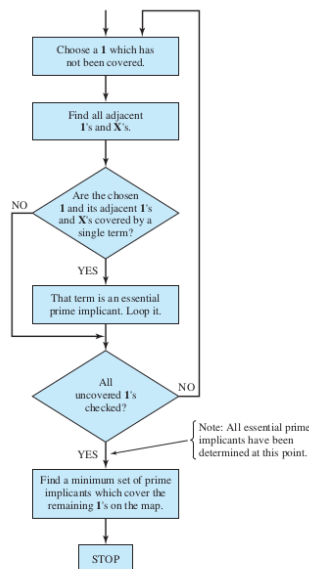 Choose a 1 which has
not been covered.
Find all adjacent
1's and X's.
Are the chosen
1 and its adjacent 1's
and X's covered by a
single term?
NO
YES
That term is an essential
prime implicant. Loop it.
All
uncovered 1's
checked?
NO
YES
Note: All essential prime
implicants have been
determined at this point.
Find a minimum set of prime
implicants which cover the
remaining 1's on the map.
STOP